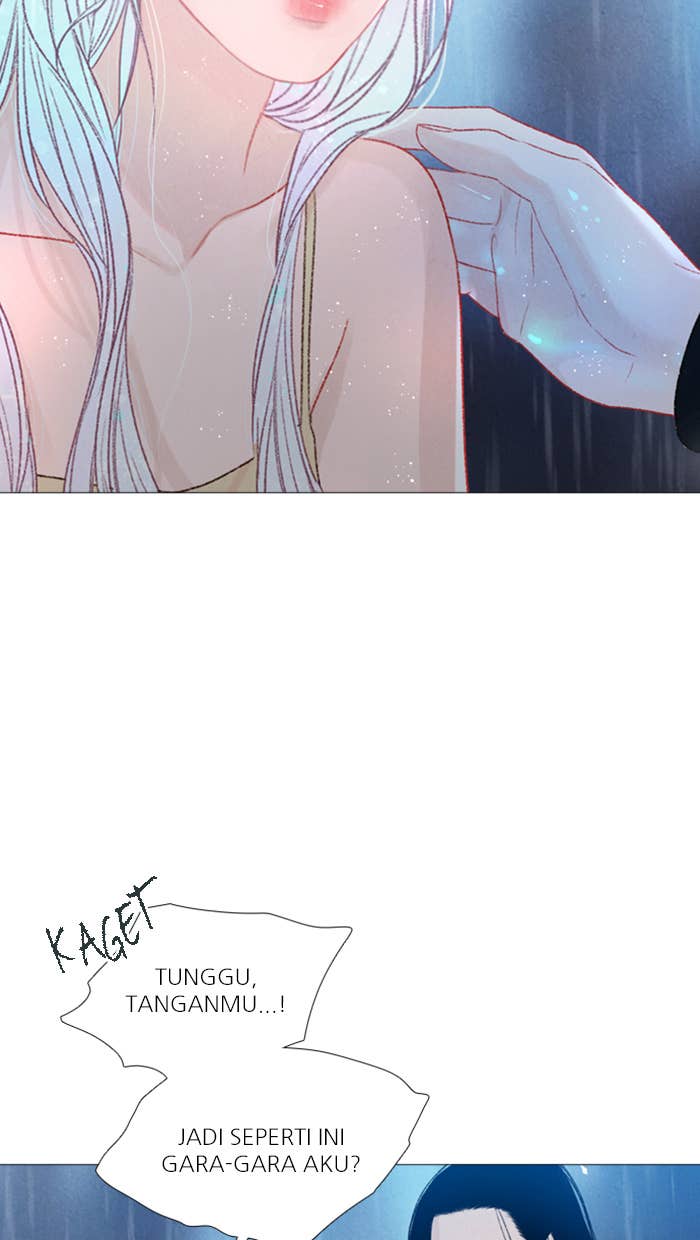 KAGET
TUNGGU,
TANGANMU...!
JADI SEPERTI INI
GARA-GARA AKU?